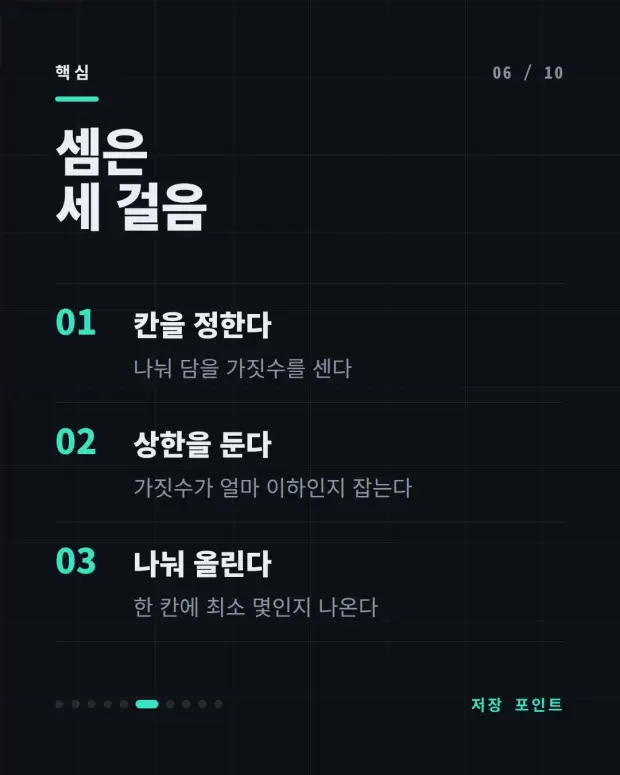 핵심
06 / 10
셈은
세 걸음
01
칸을 정한다
나눠 담을 가짓수를 센다
02
상한을 둔다
가짓수가 얼마 이하인지 잡는다
03
나눠 올린다
한 칸에 최소 몇인지 나온다
저장 포인트